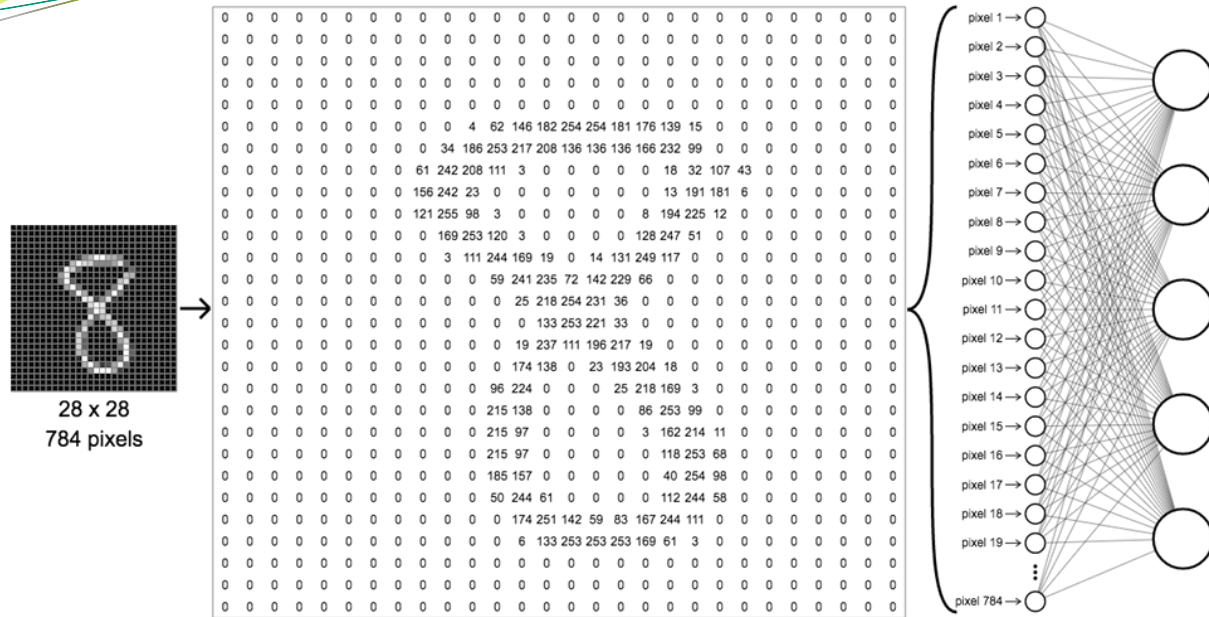 0 0 0 0 0 0 0 0 0 0 0 0 0 0 0 0 0 0 0 0 0 0 0 0 0 0 0 0
0 0 0 0 0 0 0 0 0 0 0 0 0 0 0 0 0 0 0 0 0 0 0 0 0 0 0 0
0 0 0 0 0 0 0 0 0 0 0 0 0 0 0 0 0 0 0 0 0 0 0 0 0 0 0 0
0 0 0 0 0 0 0 0 0 0 0 0 0 0 0 0 0 0 0 0 0 0 0 0 0 0 0 0
0 0 0 0 0 0 0 0 0 0 0 0 0 0 0 0 0 0 0 0 0 0 0 0 0 0 0 0
0 0 0 0 0 0 0 0 0 0 4 62 146 182 254 254 181 176 139 15 0 0 0 0 0 0 0 0
0 0 0 0 0 0 0 0 0 34 186 253 217 208 136 136 136 166 232 99 0 0 0 0 0 0 0 0
0 0 0 0 0 0 0 0 61 242 208 111 3 0 0 0 0 0 18 32 107 43 0 0 0 0 0 0
0 0 0 0 0 0 0 0 156 242 23 0 0 0 0 0 0 0 13 191 181 6 0 0 0 0 0 0
0 0 0 0 0 0 0 0 121 255 98 3 0 0 0 0 0 8 194 225 12 0 0 0 0 0 0 0
0 0 0 0 0 0 0 0 0 169 253 120 3 0 0 0 0 128 247 51 0 0 0 0 0 0 0 0
0 0 0 0 0 0 0 0 0 3 111 244 169 19 0 14 131 249 117 0 0 0 0 0 0 0 0 0
0 0 0 0 0 0 0 0 0 0 0 59 241 235 72 142 229 66 0 0 0 0 0 0 0 0 0 0
0 0 0 0 0 0 0 0 0 0 0 0 25 218 254 231 36 0 0 0 0 0 0 0 0 0 0 0
0 0 0 0 0 0 0 0 0 0 0 0 0 133 253 221 33 0 0 0 0 0 0 0 0 0 0 0
0 0 0 0 0 0 0 0 0 0 0 0 19 237 111 196 217 19 0 0 0 0 0 0 0 0 0 0
0 0 0 0 0 0 0 0 0 0 0 0 174 138 0 23 193 204 18 0 0 0 0 0 0 0 0 0
0 0 0 0 0 0 0 0 0 0 0 96 224 0 0 0 25 218 169 3 0 0 0 0 0 0 0 0
0 0 0 0 0 0 0 0 0 0 0 215 138 0 0 0 0 86 253 99 0 0 0 0 0 0 0 0
0 0 0 0 0 0 0 0 0 0 0 215 97 0 0 0 0 3 162 214 11 0 0 0 0 0 0 0
0 0 0 0 0 0 0 0 0 0 0 215 97 0 0 0 0 0 118 253 68 0 0 0 0 0 0 0
0 0 0 0 0 0 0 0 0 0 0 185 157 0 0 0 0 0 40 254 98 0 0 0 0 0 0 0
0 0 0 0 0 0 0 0 0 0 0 50 244 61 0 0 0 0 112 244 58 0 0 0 0 0 0 0
0 0 0 0 0 0 0 0 0 0 0 0 174 251 142 59 83 167 244 111 0 0 0 0 0 0 0 0
0 0 0 0 0 0 0 0 0 0 0 0 6 133 253 253 253 169 61 3 0 0 0 0 0 0 0 0
0 0 0 0 0 0 0 0 0 0 0 0 0 0 0 0 0 0 0 0 0 0 0 0 0 0 0 0
0 0 0 0 0 0 0 0 0 0 0 0 0 0 0 0 0 0 0 0 0 0 0 0 0 0 0 0
0 0 0 0 0 0 0 0 0 0 0 0 0 0 0 0 0 0 0 0 0 0 0 0 0 0 0 0
28 x 28
784 pixels
pixel 1
pixel 2
pixel 3
pixel 4
pixel 5
pixel 6
pixel 7
pixel 8
pixel 9
pixel 10
pixel 11
pixel 12
pixel 13
pixel 14
pixel 15
pixel 16
pixel 17
pixel 18
pixel 19
pixel 784